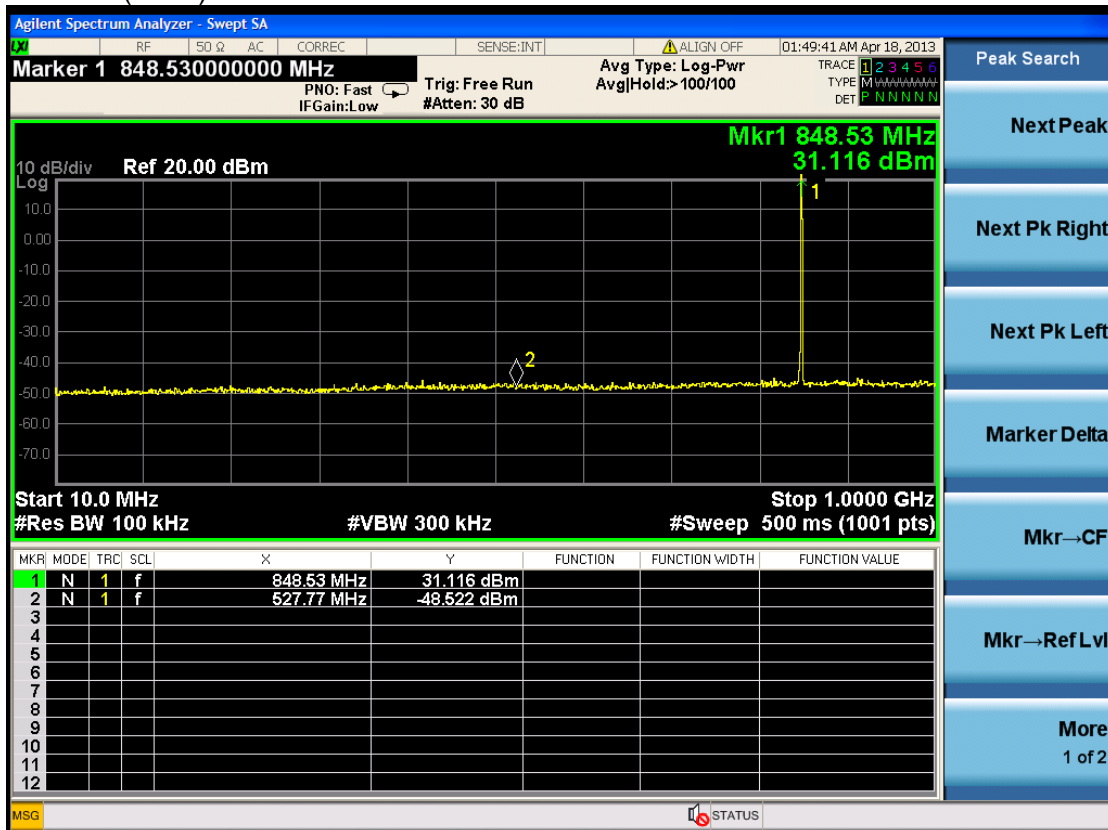 Agilent Spectrum Analyzer - Swept SA
LXI RF 50 Ω AC CORREC SENSE:INT ALIGN OFF 01:49:41 AM Apr 18, 2013
Marker 1 848.530000000 MHz
PNO: Fast
IFGain:Low
Trig: Free Run
#Atten: 30 dB
Avg Type: Log-Pwr
Avg|Hold:>100/100
TRACE 1 2 3 4 5 6
TYPE M
DET P N N N N N
Mkr1 848.53 MHz
31.116 dBm
10 dB/div Ref 20.00 dBm
Log
1
10.0
0.00
-10.0
-20.0
-30.0
-40.0
2
-50.0
-60.0
-70.0
Start 10.0 MHz Stop 1.0000 GHz
#Res BW 100 kHz #VBW 300 kHz #Sweep 500 ms (1001 pts)
MKR MODE TRC SCL X Y FUNCTION FUNCTION WIDTH FUNCTION VALUE
1 N 1 f 848.53 MHz 31.116 dBm
2 N 1 f 527.77 MHz -48.522 dBm
3
4
5
6
7
8
9
10
11
12
MSG STATUS
Peak Search
Next Peak
Next Pk Right
Next Pk Left
Marker Delta
Mkr→CF
Mkr→Ref Lvl
More
1 of 2